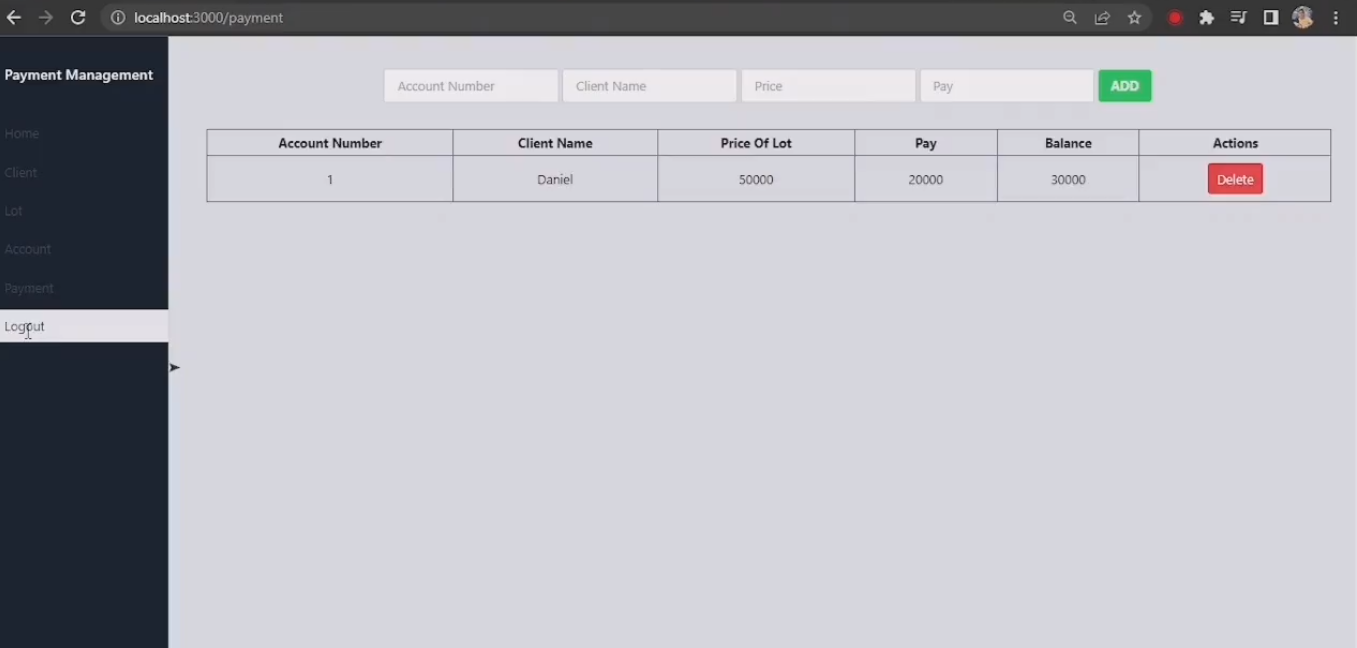 localhost:3000/payment
Payment Management
Home
Client
Lot
Account
Payment
Logout
Account Number Client Name Price Pay ADD
Account Number Client Name Price Of Lot Pay Balance Actions
1 Daniel 50000 20000 30000 Delete